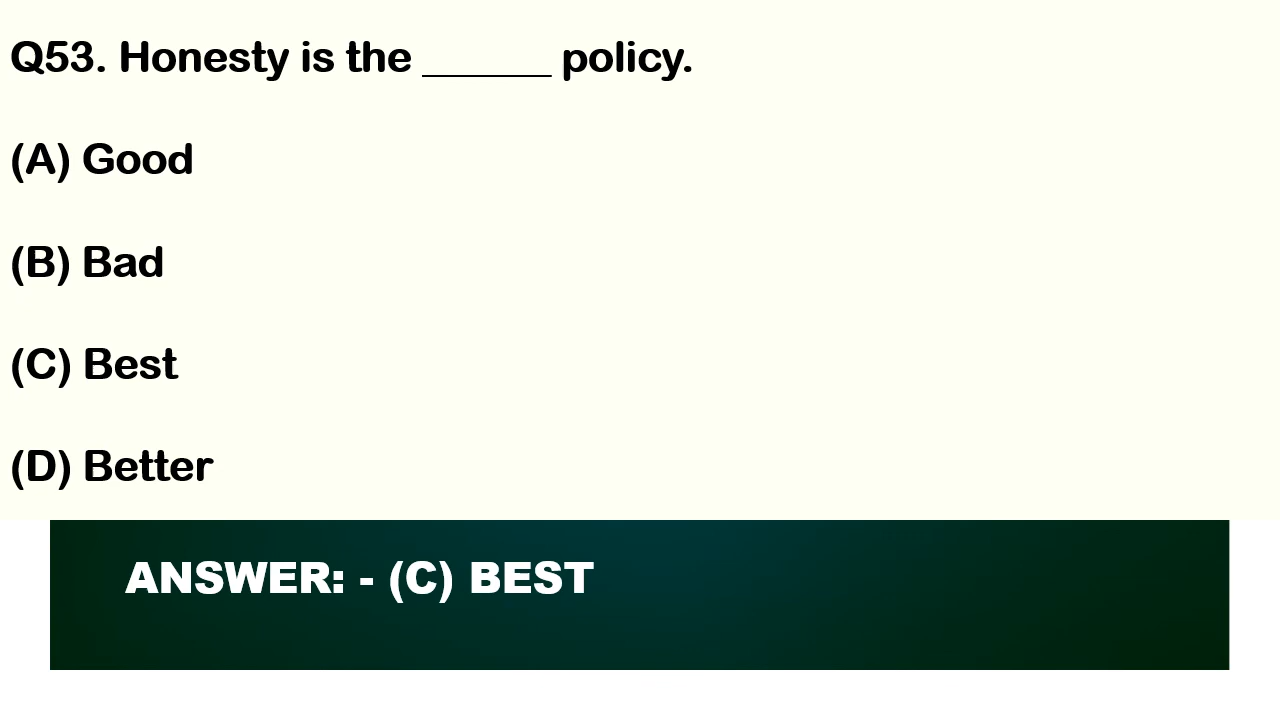 Q53. Honesty is the ______ policy.
(A) Good
(B) Bad
(C) Best
(D) Better
ANSWER: - (C) BEST